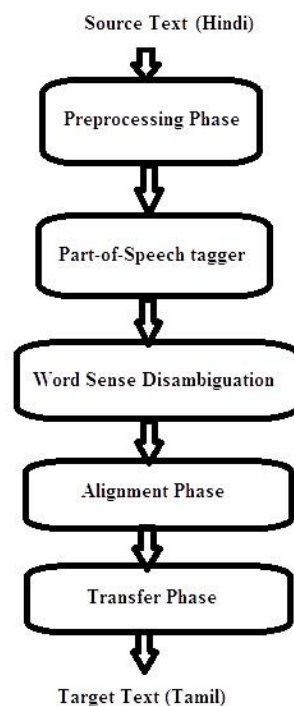 Source Text (Hindi)
Preprocessing Phase
Part-of-Speech tagger
Word Sense Disambiguation
Alignment Phase
Transfer Phase
Target Text (Tamil)